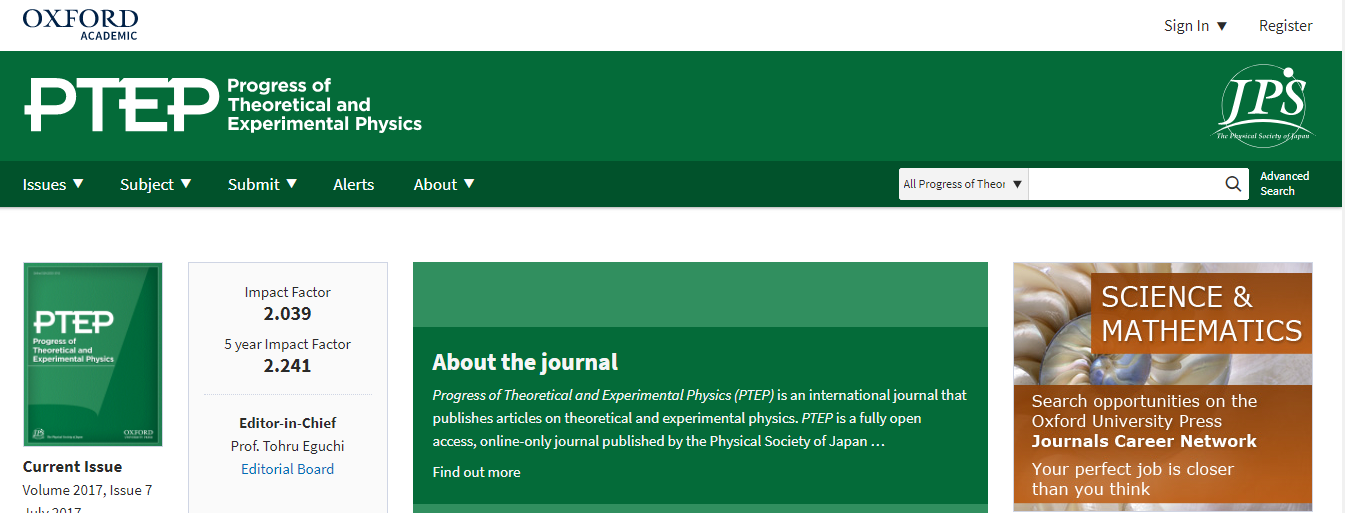 OXFORD
ACADEMIC
Sign In ▼
Register
PTEP
Progress of
Theoretical and
Experimental Physics
JPS
The Physical Society of Japan
Issues ▼
Subject ▼
Submit ▼
Alerts
About ▼
All Progress of Theor ▼
Advanced
Search
PTEP
Progress of
Theoretical and
Experimental Physics
OXFORD
Current Issue
Volume 2017, Issue 7
July 2017
Impact Factor
2.039
5 year Impact Factor
2.241
Editor-in-Chief
Prof. Tohru Eguchi
Editorial Board
About the journal
Progress of Theoretical and Experimental Physics (PTEP) is an international journal that
publishes articles on theoretical and experimental physics. PTEP is a fully open
access, online-only journal published by the Physical Society of Japan …
Find out more
SCIENCE &
MATHEMATICS
Search opportunities on the
Oxford University Press
Journals Career Network
Your perfect job is closer
than you think